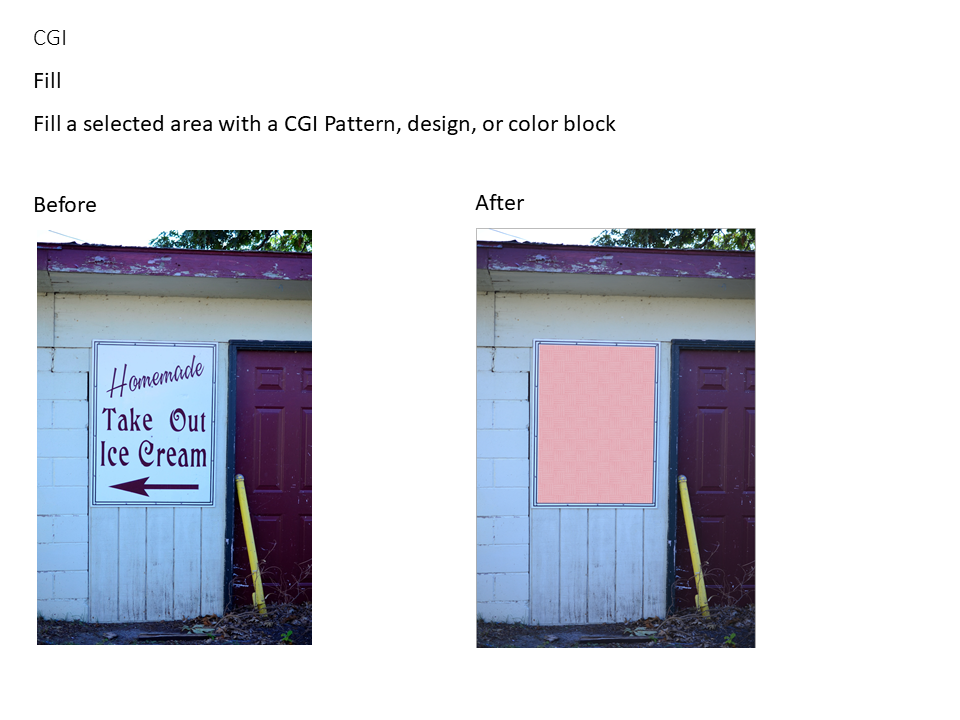 CGI
Fill
Fill a selected area with a CGI Pattern, design, or color block
Before
After
Homemade
Take Out
Ice Cream